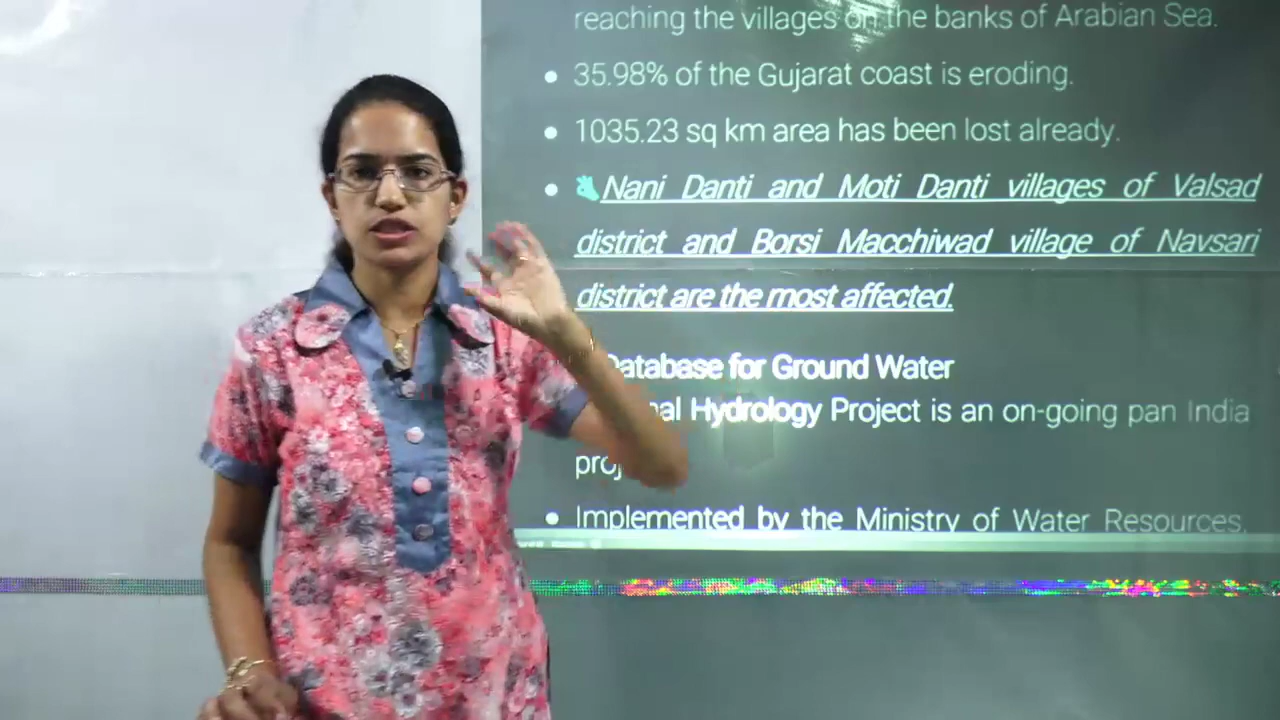 reaching the villages on the banks of Arabian Sea.
• 35.98% of the Gujarat coast is eroding.
• 1035.23 sq km area has been lost already.
• Nani Danti and Moti Danti villages of Valsad
district and Borsi Macchiwad village of Navsari
district are the most affected.
Database for Ground Water
Hydrology Project is an on-going pan India
• Implemented by the Ministry of Water Resources,